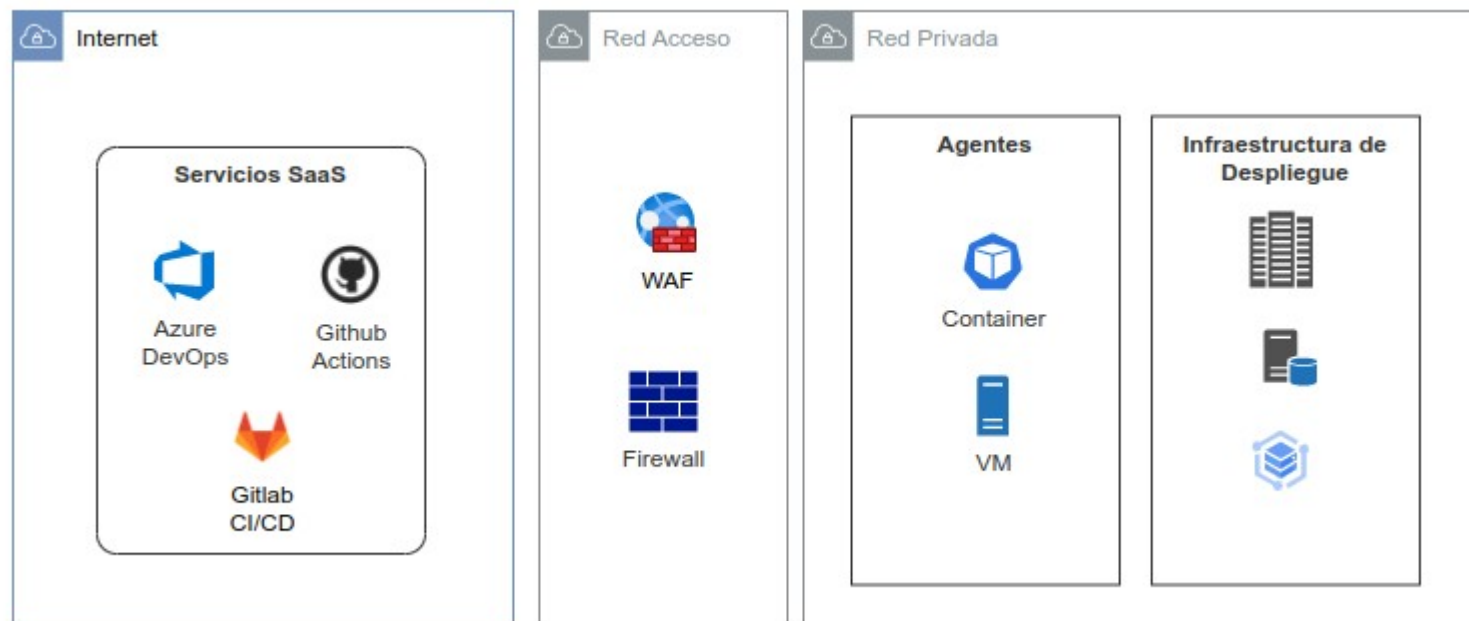 Internet
Red Acceso
Red Privada
Servicios SaaS
Azure
DevOps
Github
Actions
Gitlab
CI/CD
WAF
Firewall
Agentes
Container
VM
Infraestructura de
Despliegue